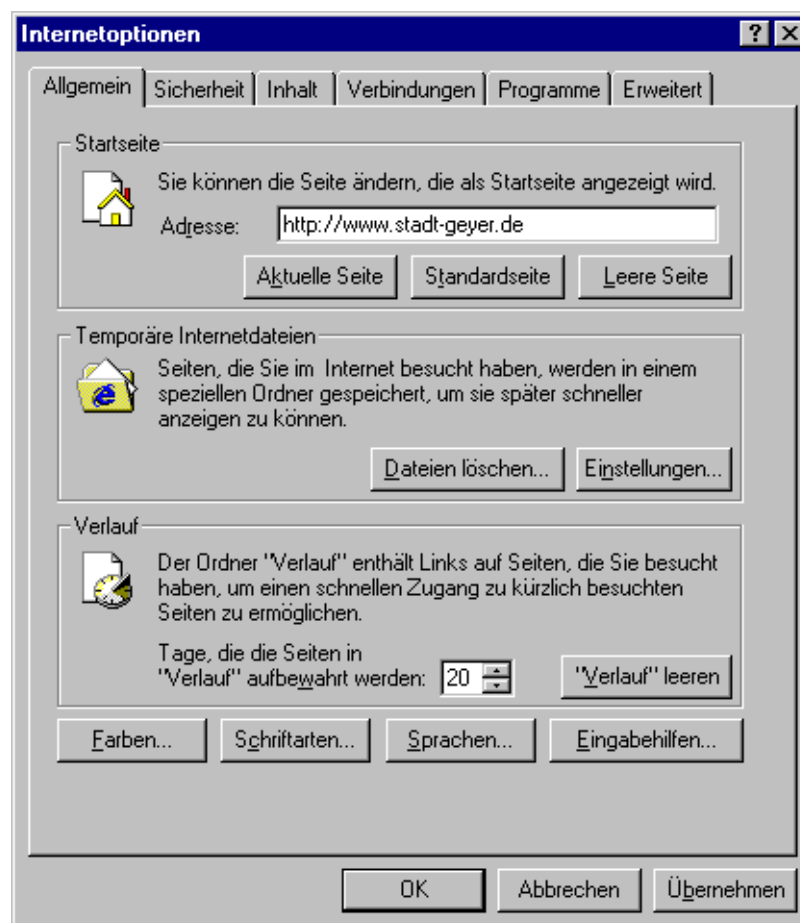 Internetoptionen
Allgemein Sicherheit Inhalt Verbindungen Programme Erweitert
Startseite
Sie können die Seite ändern, die als Startseite angezeigt wird.
Adresse: http://www.stadt-geyer.de
Aktuelle Seite Standardseite Leere Seite
Temporäre Internetdateien
Seiten, die Sie im Internet besucht haben, werden in einem
speziellen Ordner gespeichert, um sie später schneller
anzeigen zu können.
Dateien löschen... Einstellungen...
Verlauf
Der Ordner "Verlauf" enthält Links auf Seiten, die Sie besucht
haben, um einen schnellen Zugang zu kürzlich besuchten
Seiten zu ermöglichen.
Tage, die die Seiten in
"Verlauf" aufbewahrt werden: 20 "Verlauf" leeren
Farben... Schriftarten... Sprachen... Eingabehilfen...
OK Abbrechen Übernehmen